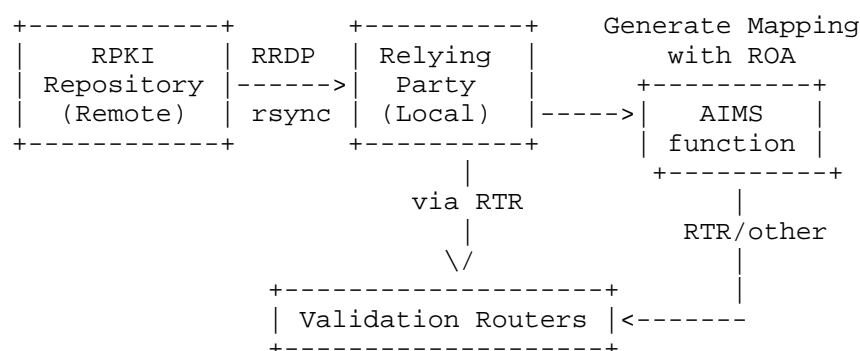 +------------+        +----------+     Generate Mapping
|    RPKI    |  RRDP  | Relying  |         with ROA
| Repository |------->|  Party   |       +-----------+
|  (Remote)  | rsync  | (Local)  |----->|   AIMS    |
+------------+        +----------+       | function |
                           |              +----------+
                        via RTR                |
                           |               RTR/other
                          \/                   |
                +--------------------+         |
                | Validation Routers |<-------
                +--------------------+